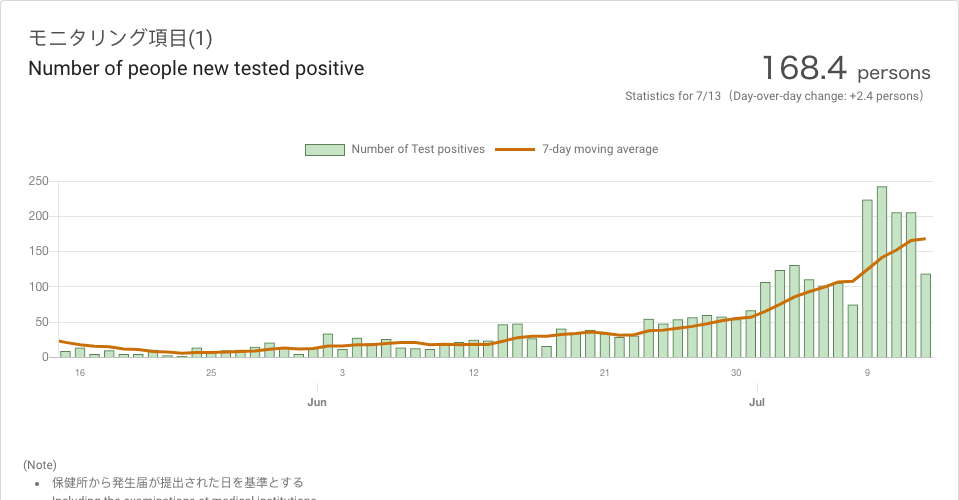 モニタリング項目(1)
Number of people new tested positive
168.4 persons
Statistics for 7/13（Day-over-day change: +2.4 persons）
Number of Test positives 7-day moving average
250
200
150
100
50
0
16 25 3 12 21 30 9
Jun Jul
(Note)
• 保健所から発生届が提出された日を基準とする
Including the examinations at medical institutions